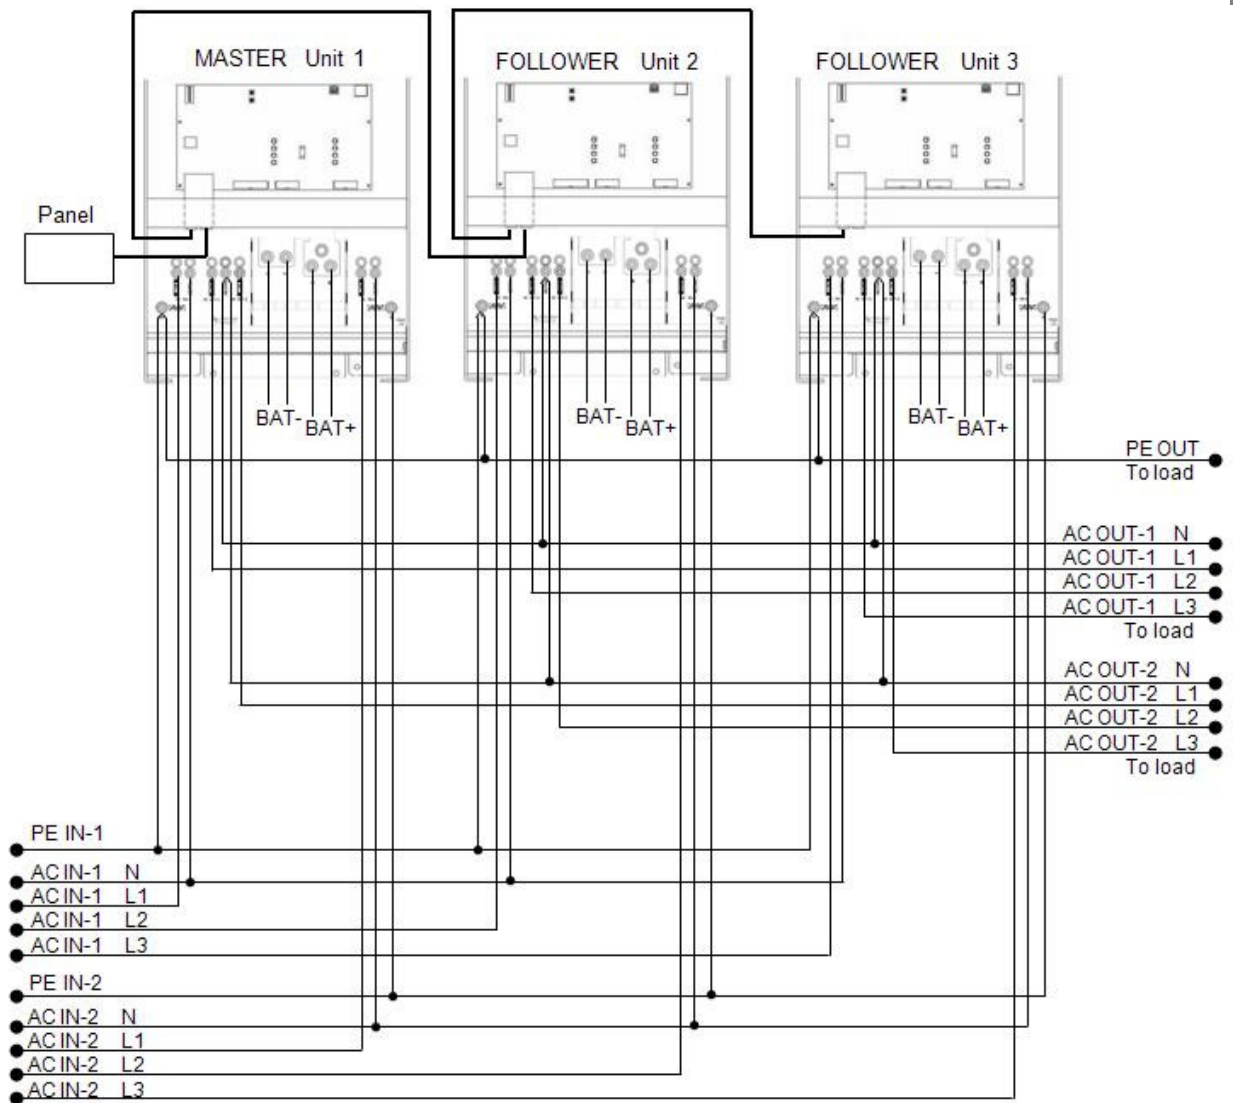 MASTER Unit 1
FOLLOWER Unit 2
FOLLOWER Unit 3
Panel
BAT-
BAT+
BAT-
BAT+
BAT-
BAT+
PE OUT
To load
AC OUT-1 N
AC OUT-1 L1
AC OUT-1 L2
AC OUT-1 L3
To load
AC OUT-2 N
AC OUT-2 L1
AC OUT-2 L2
AC OUT-2 L3
To load
PE IN-1
AC IN-1 N
AC IN-1 L1
AC IN-1 L2
AC IN-1 L3
PE IN-2
AC IN-2 N
AC IN-2 L1
AC IN-2 L2
AC IN-2 L3